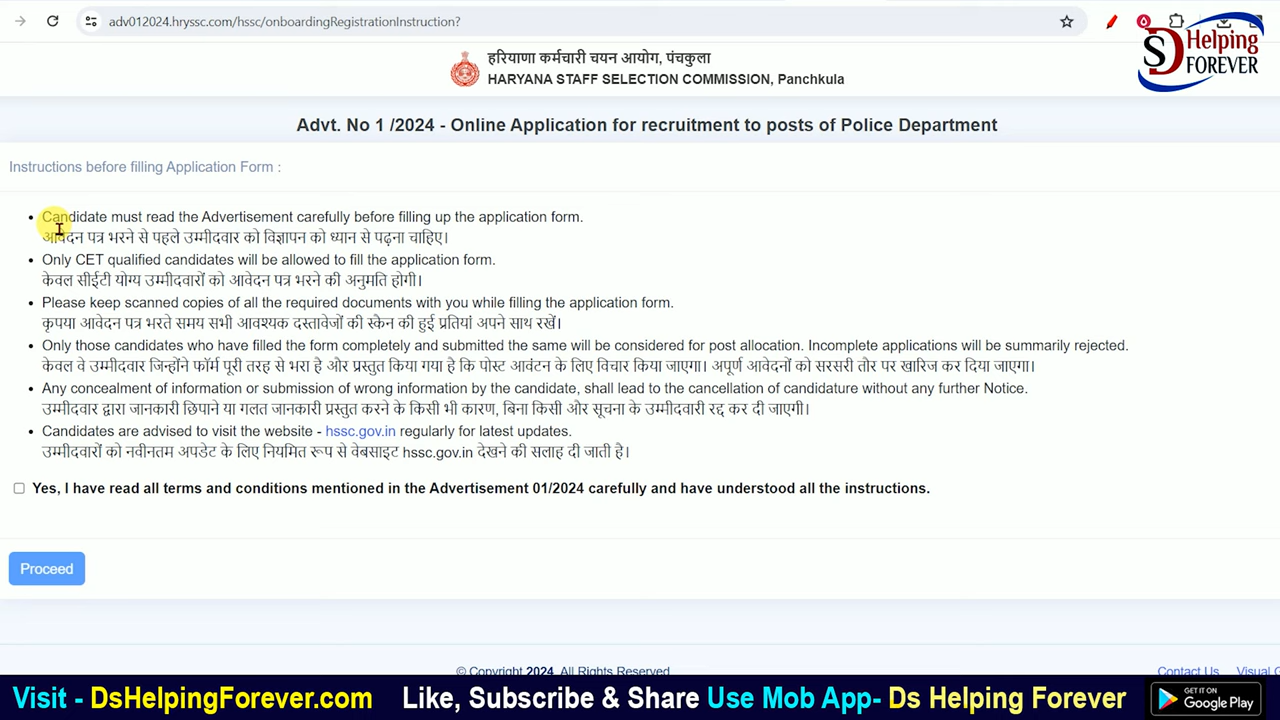 adv012024.hryssc.com/hssc/onboardingRegistrationInstruction?
SD Helping
FOREVER
हरियाणा कर्मचारी चयन आयोग, पंचकुला
HARYANA STAFF SELECTION COMMISSION, Panchkula
Advt. No 1 /2024 - Online Application for recruitment to posts of Police Department
Instructions before filling Application Form :
Candidate must read the Advertisement carefully before filling up the application form.
आवेदन पत्र भरने से पहले उम्मीदवार को विज्ञापन को ध्यान से पढ़ना चाहिए।
Only CET qualified candidates will be allowed to fill the application form.
केवल सीईटी योग्य उम्मीदवारों को आवेदन पत्र भरने की अनुमति होगी।
Please keep scanned copies of all the required documents with you while filling the application form.
कृपया आवेदन पत्र भरते समय सभी आवश्यक दस्तावेजों की स्कैन की हुई प्रतियां अपने साथ रखें।
Only those candidates who have filled the form completely and submitted the same will be considered for post allocation. Incomplete applications will be summarily rejected.
केवल वे उम्मीदवार जिन्होंने फॉर्म पूरी तरह से भरा है और प्रस्तुत किया गया है कि पोस्ट आवंटन के लिए विचार किया जाएगा। अपूर्ण आवेदनों को सरसरी तौर पर खारिज कर दिया जाएगा।
Any concealment of information or submission of wrong information by the candidate, shall lead to the cancellation of candidature without any further Notice.
उम्मीदवार द्वारा जानकारी छिपाने या गलत जानकारी प्रस्तुत करने के किसी भी कारण, बिना किसी और सूचना के उम्मीदवारी रद्द कर दी जाएगी।
Candidates are advised to visit the website - hssc.gov.in regularly for latest updates.
उम्मीदवारों को नवीनतम अपडेट के लिए नियमित रूप से वेबसाइट hssc.gov.in देखने की सलाह दी जाती है।
Yes, I have read all terms and conditions mentioned in the Advertisement 01/2024 carefully and have understood all the instructions.
Proceed
© Copyright 2024. All Rights Reserved Contact Us Visual G
Visit - DsHelpingForever.com Like, Subscribe & Share Use Mob App- Ds Helping Forever GET IT ON Google Play